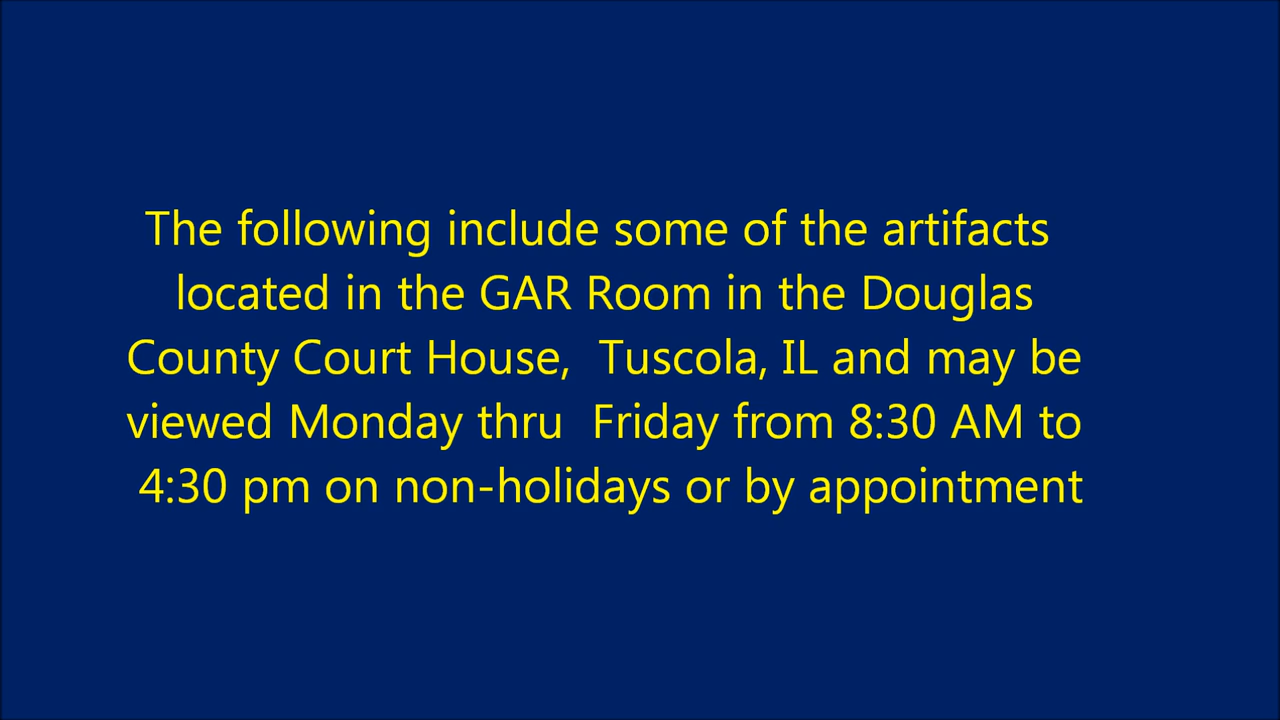 The following include some of the artifacts
located in the GAR Room in the Douglas
County Court House,  Tuscola, IL and may be
viewed Monday thru  Friday from 8:30 AM to
4:30 pm on non-holidays or by appointment